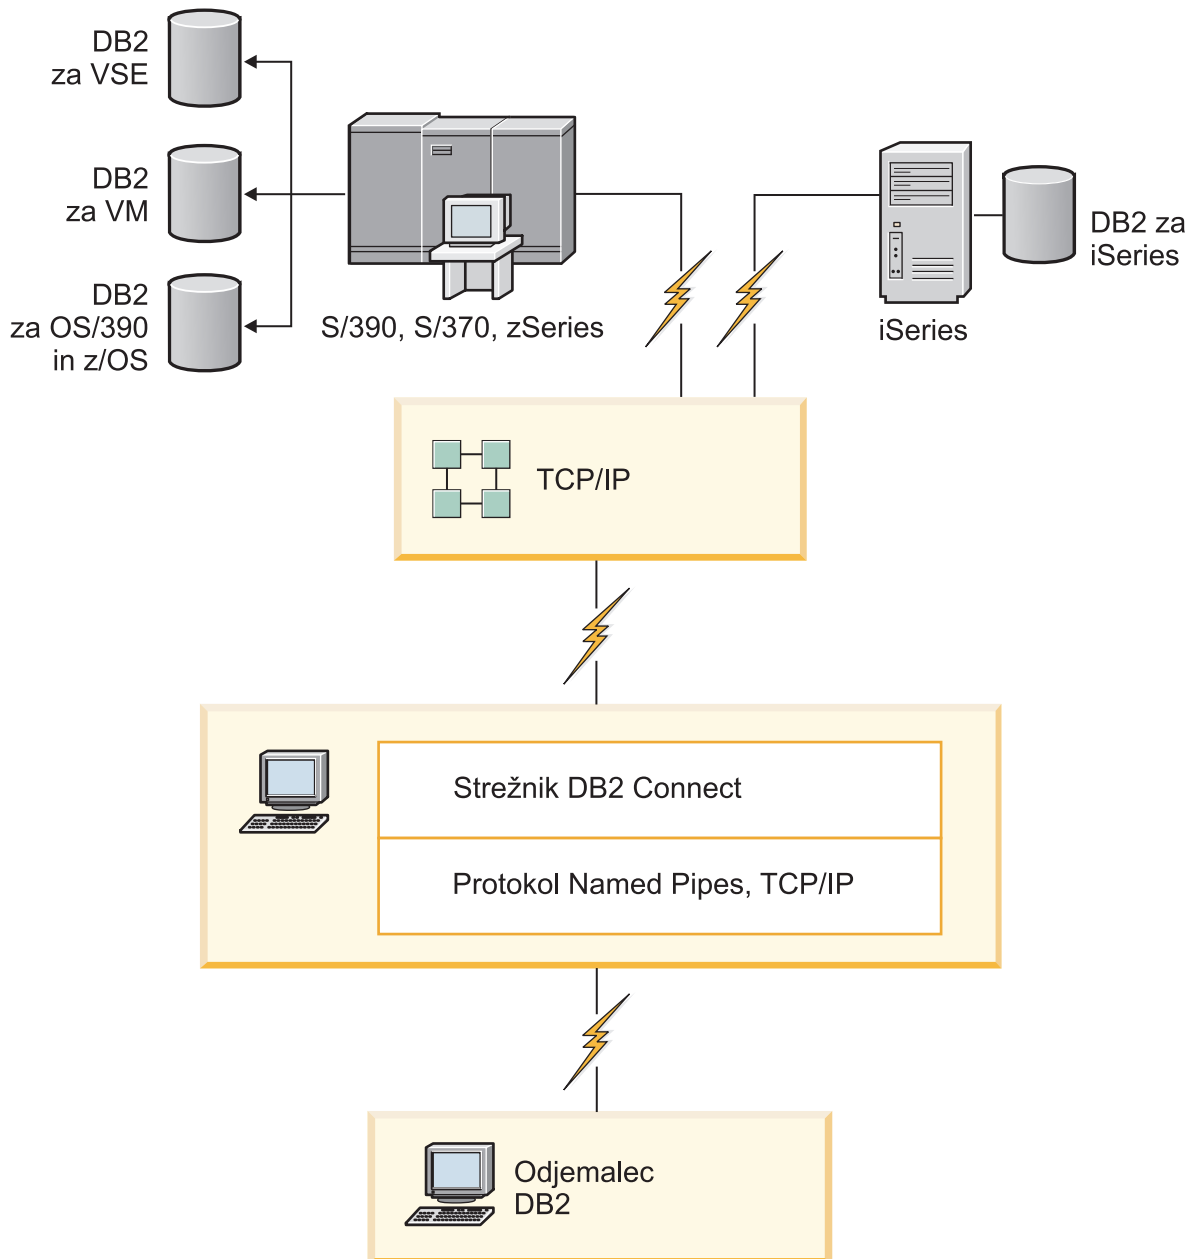 DB2
za VSE
DB2
za VM
DB2
za OS/390
in z/OS
S/390, S/370, zSeries
iSeries
DB2 za
iSeries
TCP/IP
Strežnik DB2 Connect
Protokol Named Pipes, TCP/IP
Odjemalec
DB2